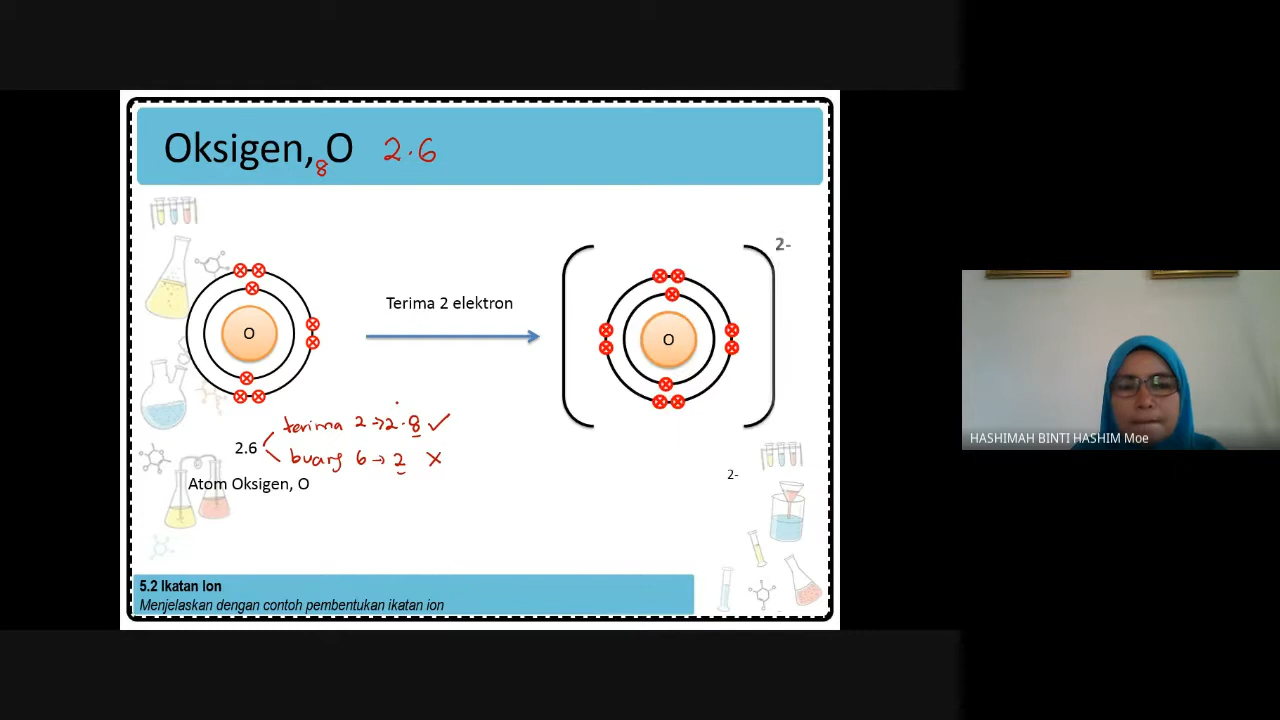 Oksigen, 8O 2.6
2-
Terima 2 elektron
O
O
terima 2 → 2.8 ✓
2.6
buang 6 → 2 ✗
Atom Oksigen, O
2-
5.2 Ikatan Ion
Menjelaskan dengan contoh pembentukan ikatan ion
HASHIMAH BINTI HASHIM Moe